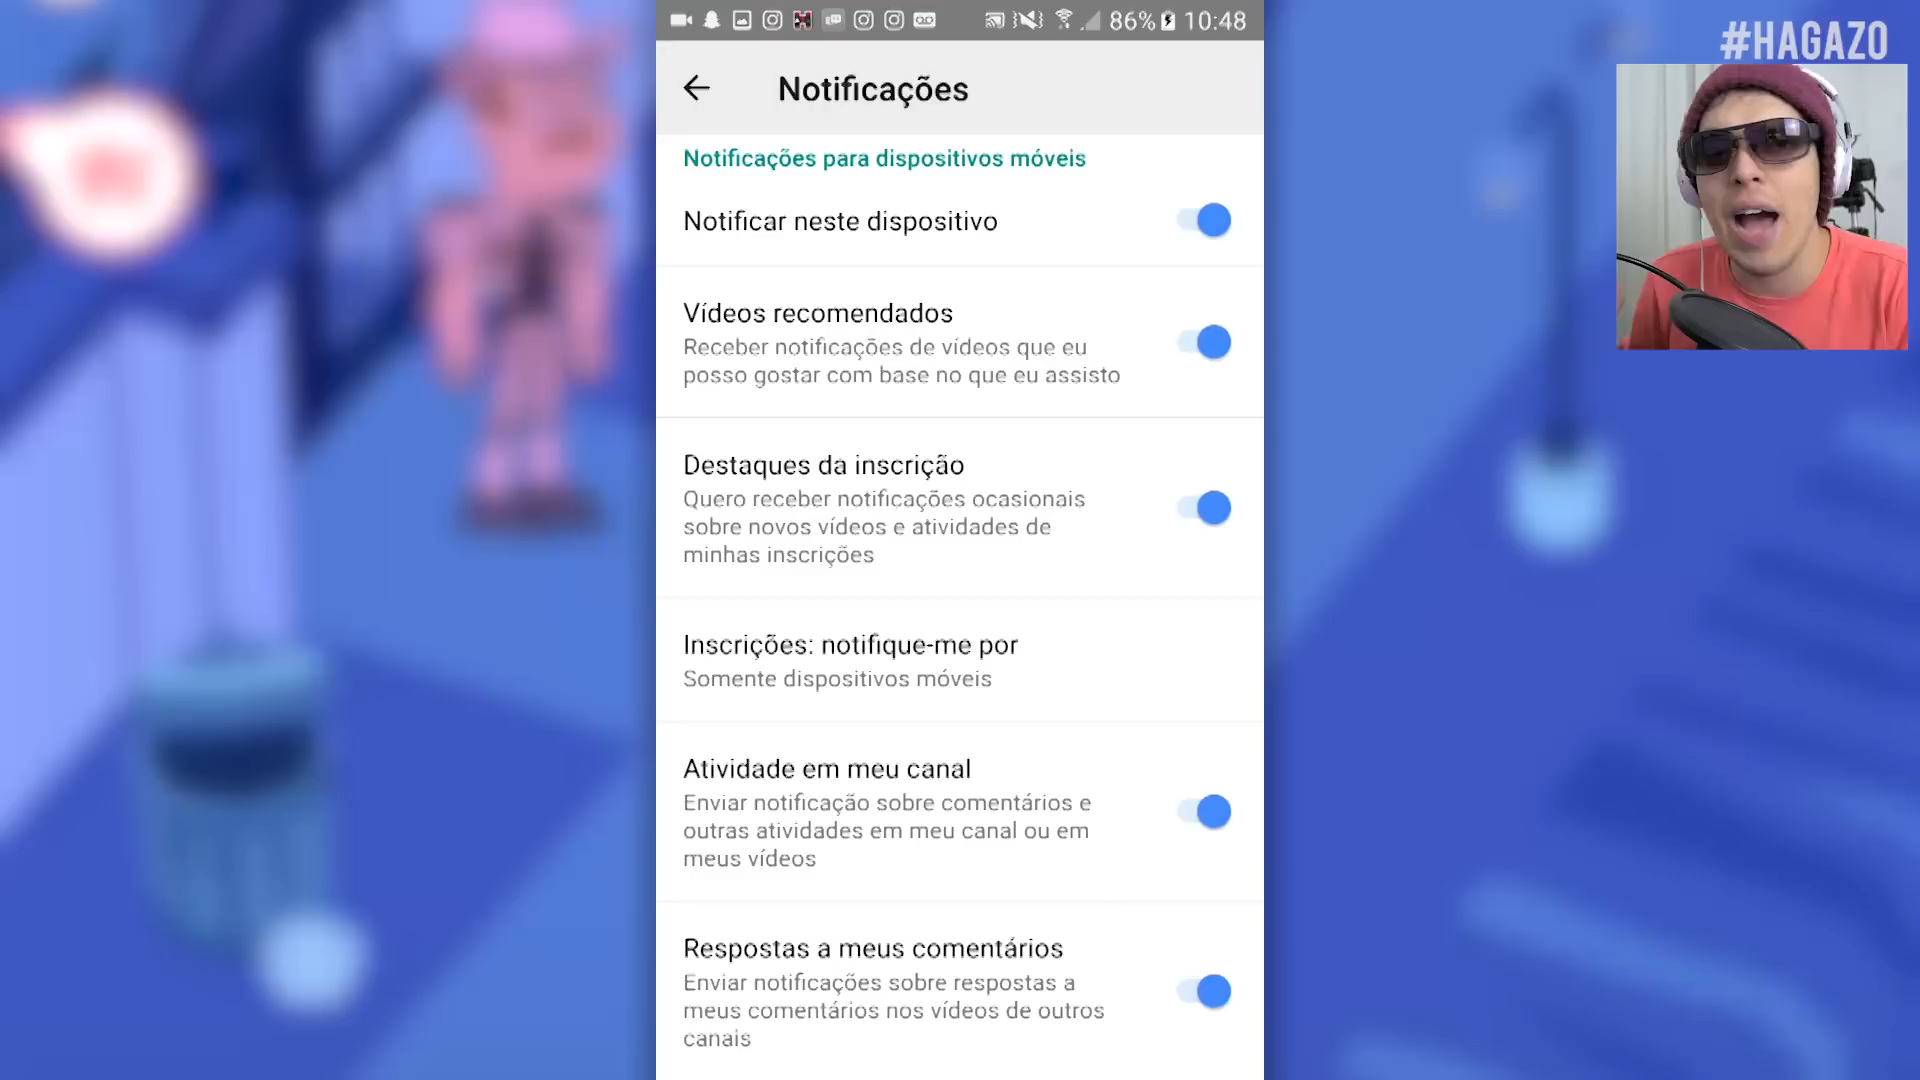 86% 10:48
#HAGAZO
Notificações
Notificações para dispositivos móveis
Notificar neste dispositivo
Vídeos recomendados
Receber notificações de vídeos que eu
posso gostar com base no que eu assisto
Destaques da inscrição
Quero receber notificações ocasionais
sobre novos vídeos e atividades de
minhas inscrições
Inscrições: notifique-me por
Somente dispositivos móveis
Atividade em meu canal
Enviar notificação sobre comentários e
outras atividades em meu canal ou em
meus vídeos
Respostas a meus comentários
Enviar notificações sobre respostas a
meus comentários nos vídeos de outros
canais